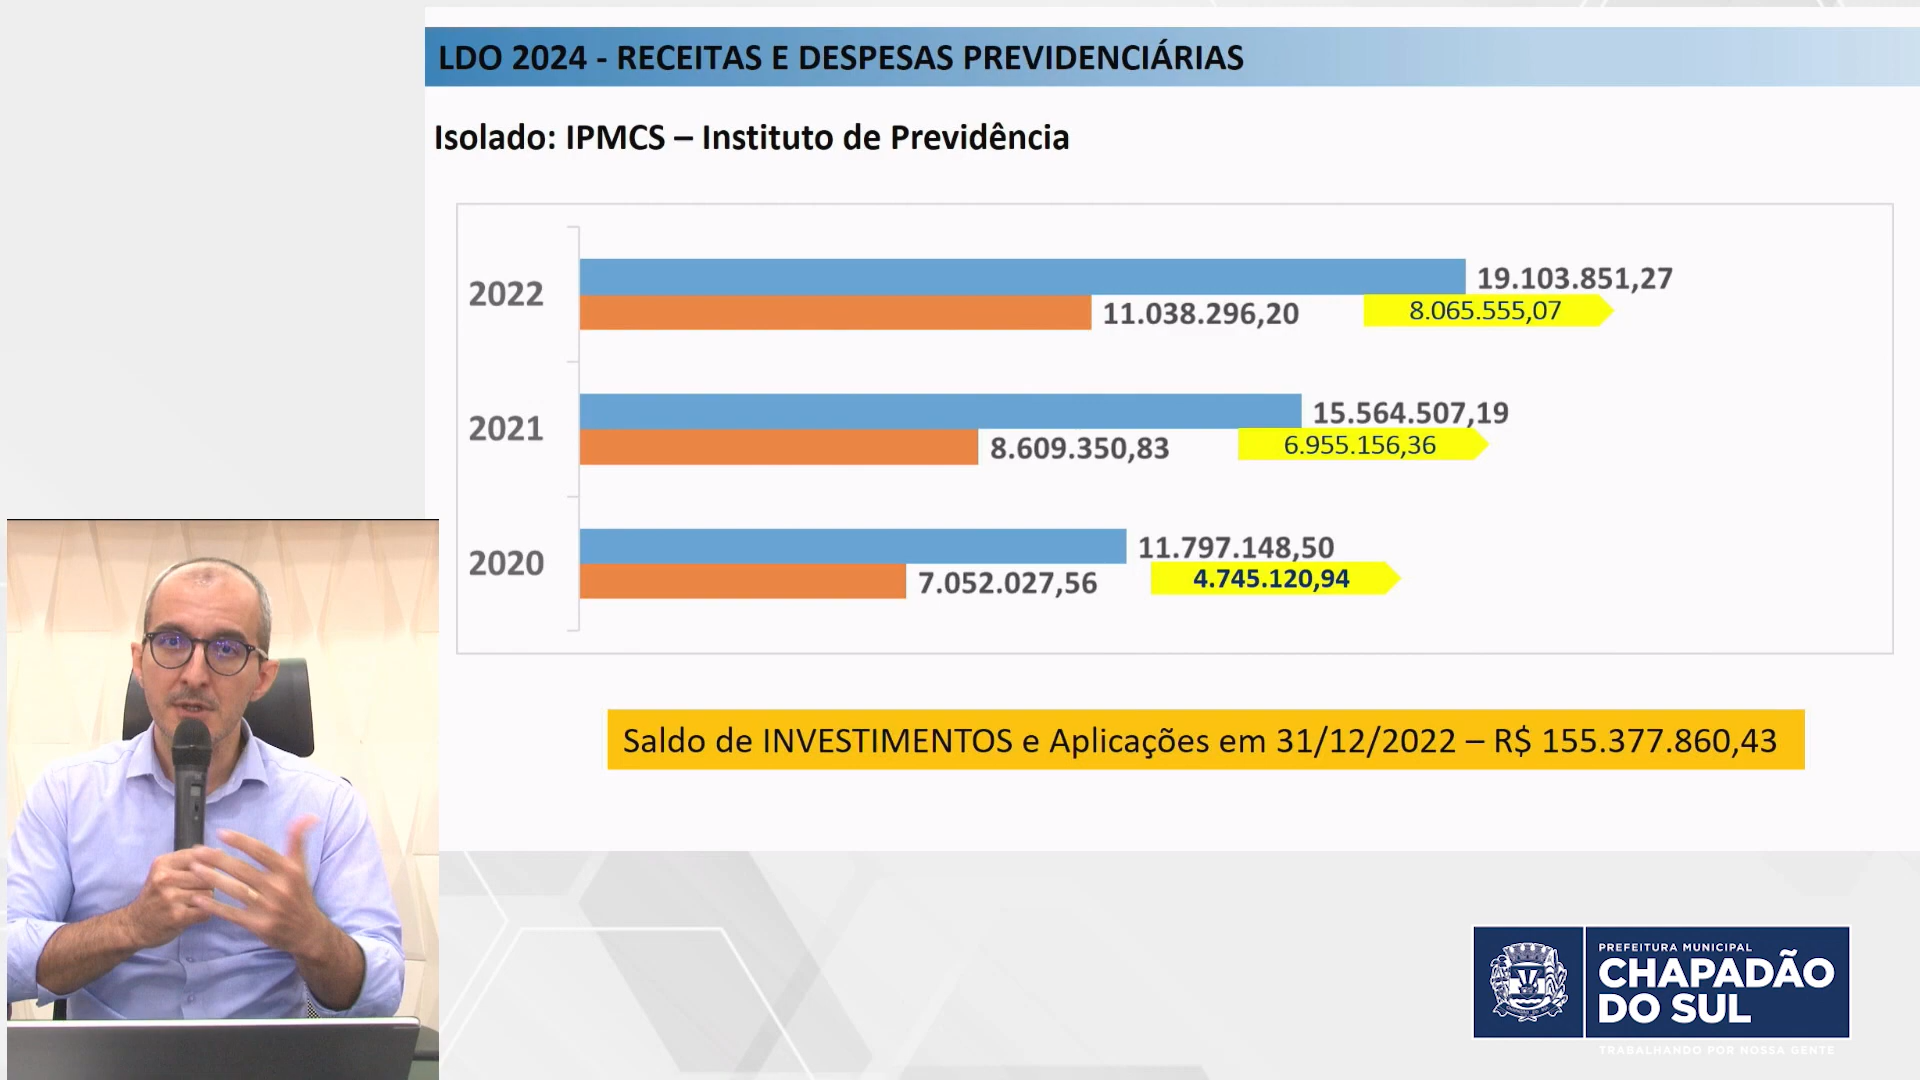 LDO 2024 - RECEITAS E DESPESAS PREVIDENCIÁRIAS
Isolado: IPMCS – Instituto de Previdência
2022
19.103.851,27
11.038.296,20
8.065.555,07
2021
15.564.507,19
8.609.350,83
6.955.156,36
2020
11.797.148,50
7.052.027,56
4.745.120,94
Saldo de INVESTIMENTOS e Aplicações em 31/12/2022 – R$ 155.377.860,43
PREFEITURA MUNICIPAL
CHAPADÃO
DO SUL
TRABALHANDO POR NOSSA GENTE